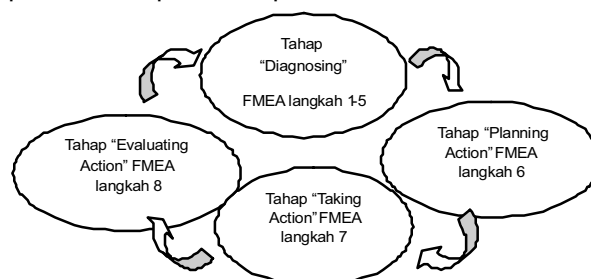 Tahap
“Diagnosing”
FMEA langkah 1-5
Tahap “Planning
Action” FMEA
langkah 6
Tahap “Taking
Action” FMEA
langkah 7
Tahap “Evaluating
Action” FMEA
langkah 8